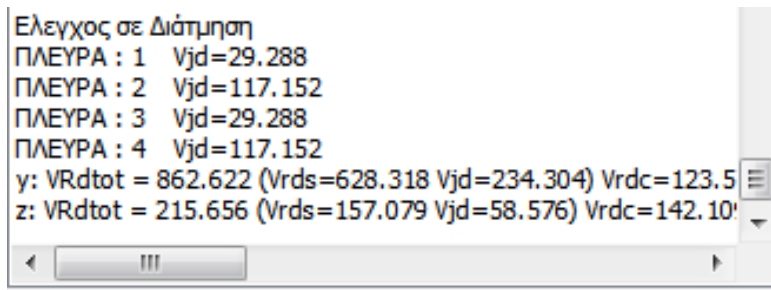 Ελεγχος σε Διάτμηση
ΠΛΕΥΡΑ : 1 Vjd=29.288
ΠΛΕΥΡΑ : 2 Vjd=117.152
ΠΛΕΥΡΑ : 3 Vjd=29.288
ΠΛΕΥΡΑ : 4 Vjd=117.152
y: VRdtot = 862.622 (Vrds=628.318 Vjd=234.304) Vrdc=123.5
z: VRdtot = 215.656 (Vrds=157.079 Vjd=58.576) Vrdc=142.10